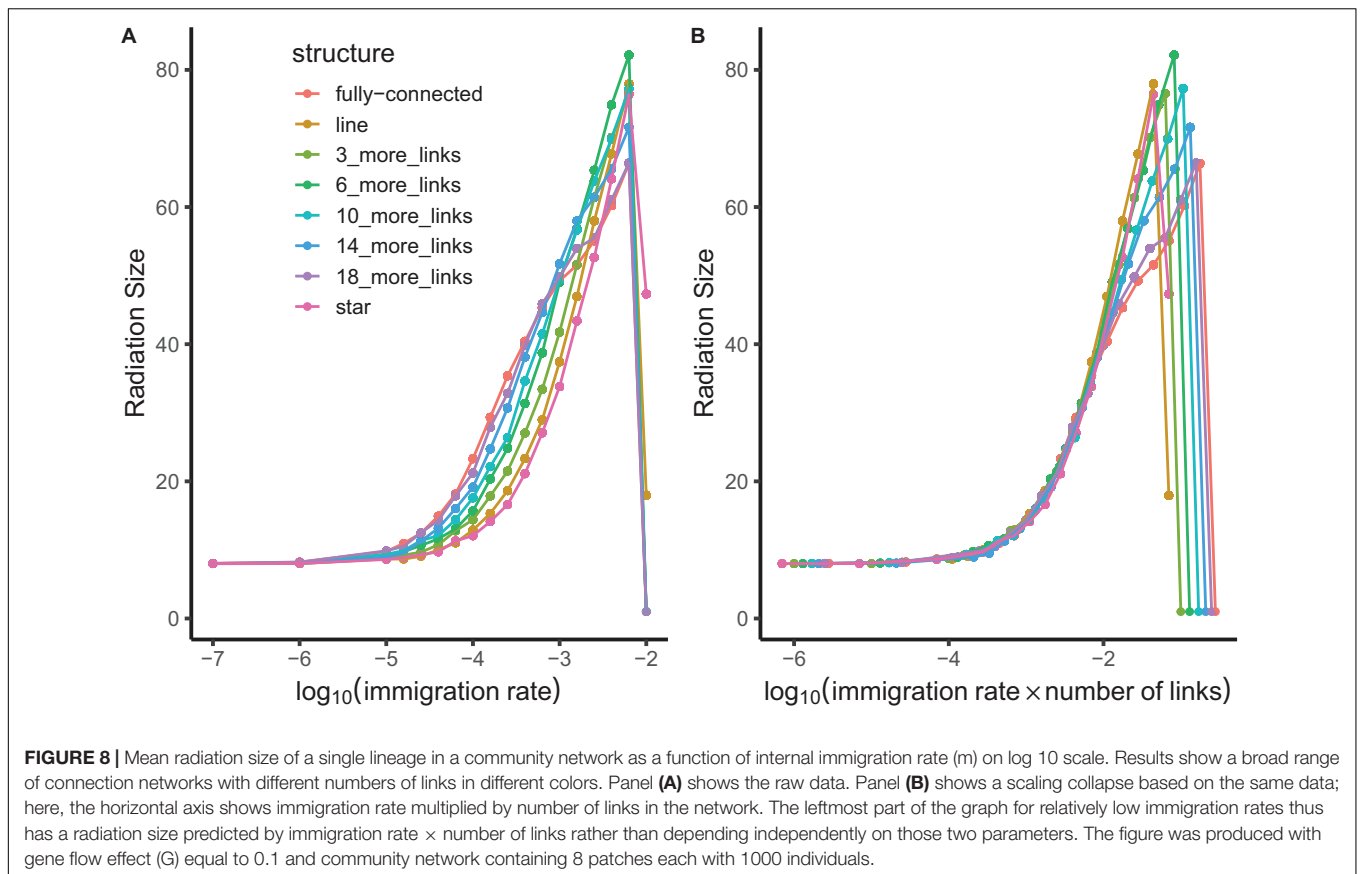 A
B
structure
fully−connected
line
3_more_links
6_more_links
10_more_links
14_more_links
18_more_links
star
Radiation Size
80
60
40
20
0
−7
−6
−5
−4
−3
−2
log10(immigration rate)
Radiation Size
80
60
40
20
0
−6
−4
−2
log10(immigration rate × number of links)
FIGURE 8 | Mean radiation size of a single lineage in a community network as a function of internal immigration rate (m) on log 10 scale. Results show a broad range
of connection networks with different numbers of links in different colors. Panel (A) shows the raw data. Panel (B) shows a scaling collapse based on the same data;
here, the horizontal axis shows immigration rate multiplied by number of links in the network. The leftmost part of the graph for relatively low immigration rates thus
has a radiation size predicted by immigration rate × number of links rather than depending independently on those two parameters. The figure was produced with
gene flow effect (G) equal to 0.1 and community network containing 8 patches each with 1000 individuals.